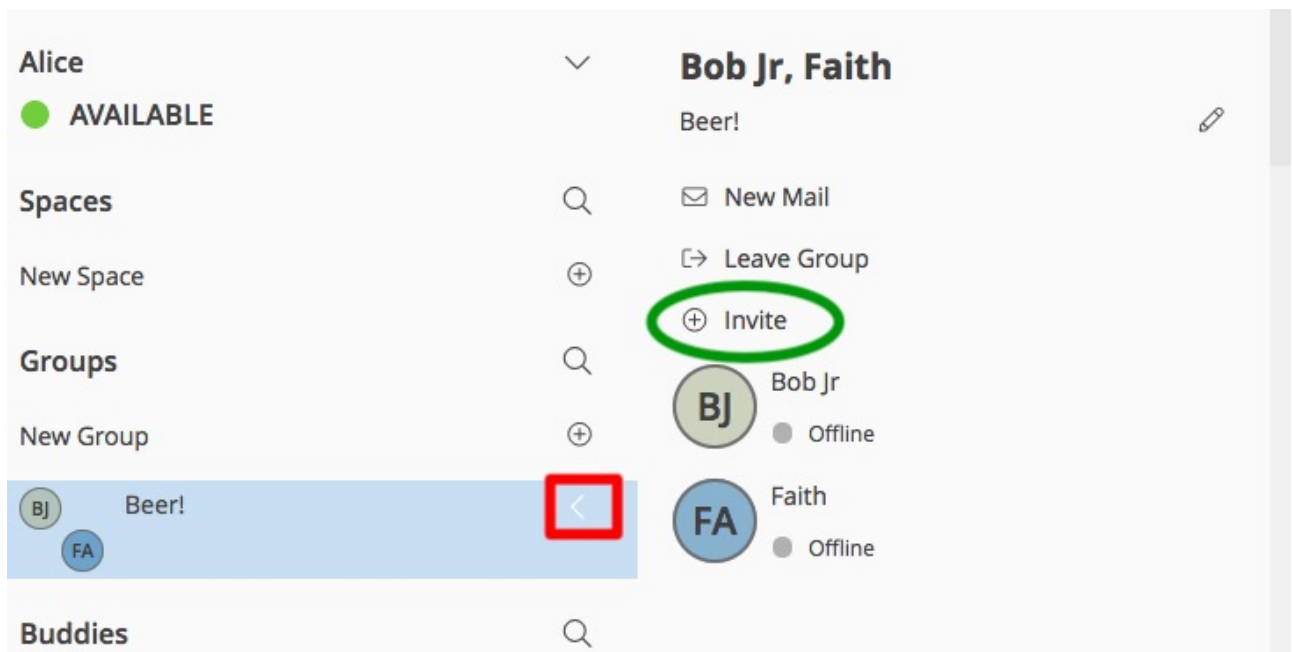 Alice
AVAILABLE
Spaces
New Space
Groups
New Group
BJ
Beer!
FA
Buddies
Bob Jr, Faith
Beer!
New Mail
Leave Group
Invite
BJ
Bob Jr
Offline
FA
Faith
Offline